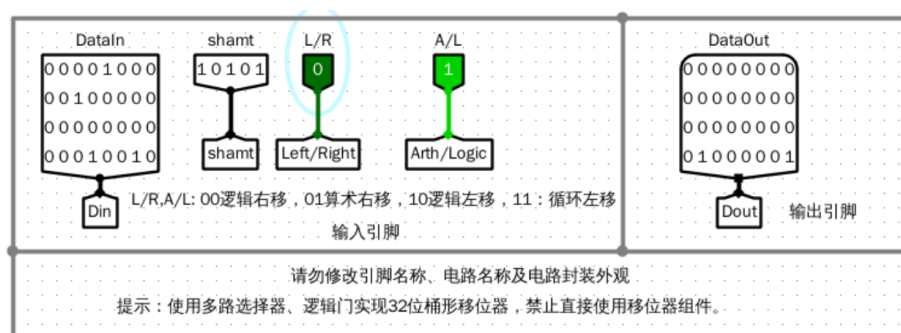 DataIn
shamt
L/R
A/L
DataOut
00001000
00100000
00000000
00010010
10101
0
1
00000000
00000000
00000000
01000001
shamt
Left/Right
Arth/Logic
Din
L/R,A/L: 00逻辑右移，01算术右移，10逻辑左移，11：循环左移
输入引脚
Dout
输出引脚
请勿修改引脚名称、电路名称及电路封装外观
提示：使用多路选择器、逻辑门实现32位桶形移位器，禁止直接使用移位器组件。